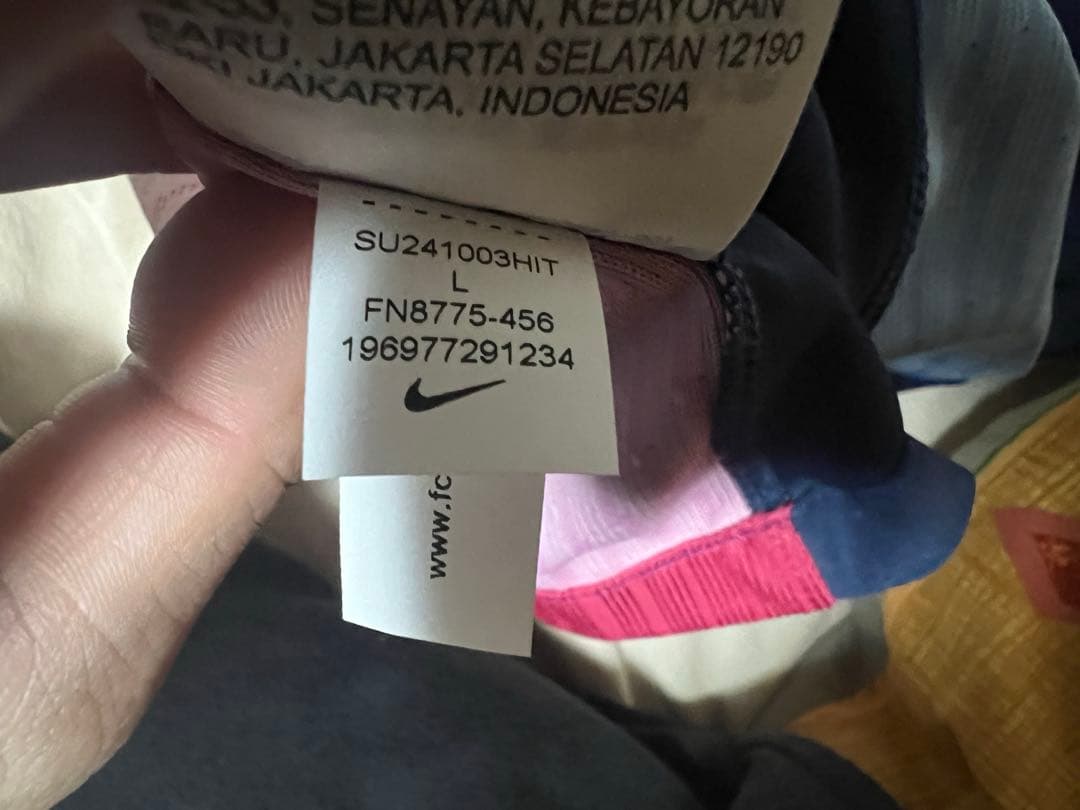 SENAYAN, KEBAYORAN
BARU, JAKARTA SELATAN 12190
JAKARTA, INDONESIA
SU241003HIT
L
FN8775-456
196977291234
www.fc